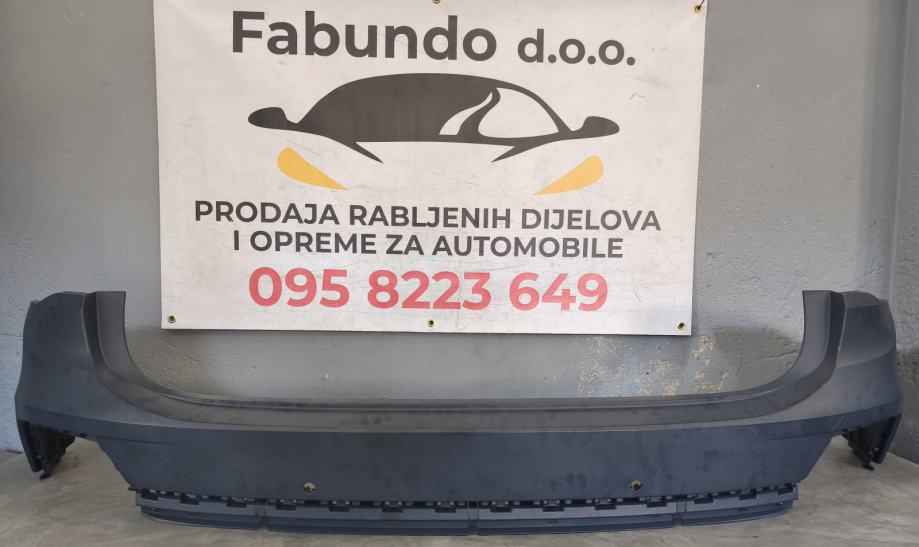 Fabundo d.o.o.
PRODAJA RABLJENIH DIJELOVA
I OPREME ZA AUTOMOBILE
095 8223 649